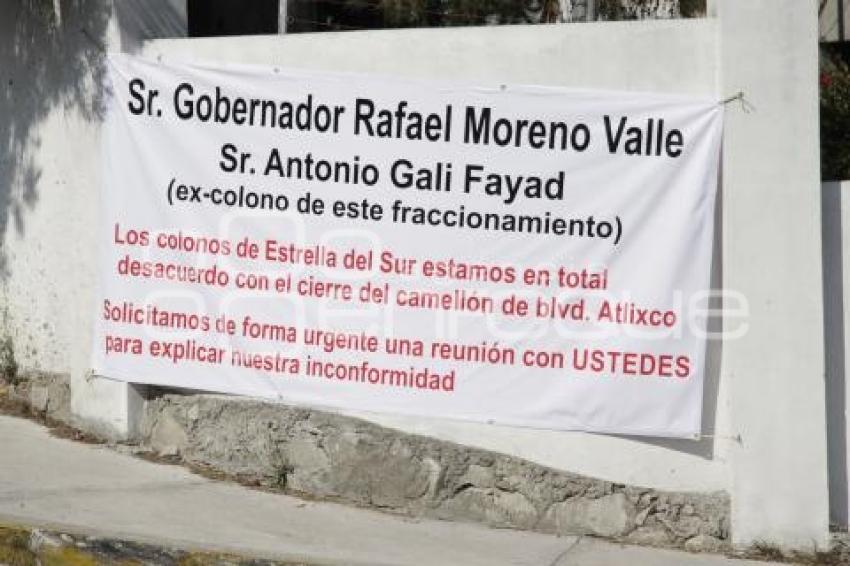 Sr. Gobernador Rafael Moreno Valle
Sr. Antonio Gali Fayad
(ex-colono de este fraccionamiento)
Los colonos de Estrella del Sur estamos en total
desacuerdo con el cierre del camellón de blvd. Atlixco
Solicitamos de forma urgente una reunión con USTEDES
para explicar nuestra inconformidad
enfoque